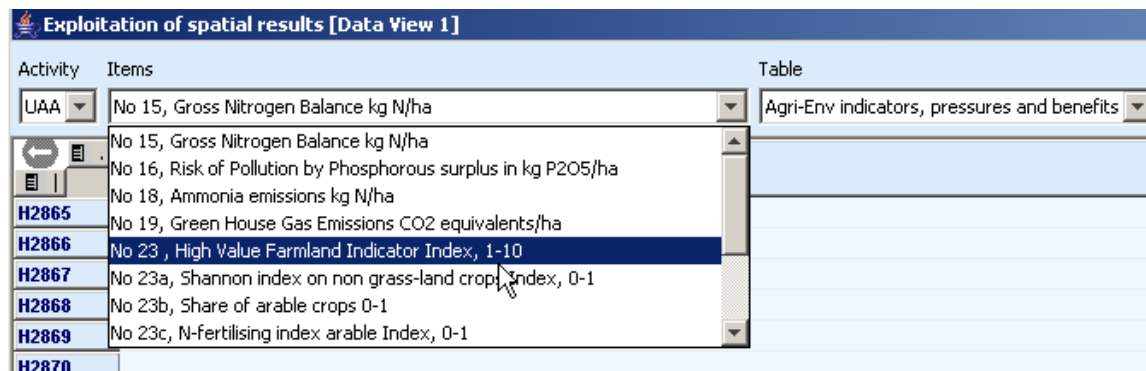 Exploitation of spatial results [Data View 1]
Activity Items Table
UAA No 15, Gross Nitrogen Balance kg N/ha Agri-Env indicators, pressures and benefits
No 15, Gross Nitrogen Balance kg N/ha
No 16, Risk of Pollution by Phosphorous surplus in kg P2O5/ha
No 18, Ammonia emissions kg N/ha
No 19, Green House Gas Emissions CO2 equivalents/ha
H2865
No 23 , High Value Farmland Indicator Index, 1-10
H2866
No 23a, Shannon index on non grass-land crops Index, 0-1
H2867
No 23b, Share of arable crops 0-1
H2868
No 23c, N-fertilising index arable Index, 0-1
H2869
H2870